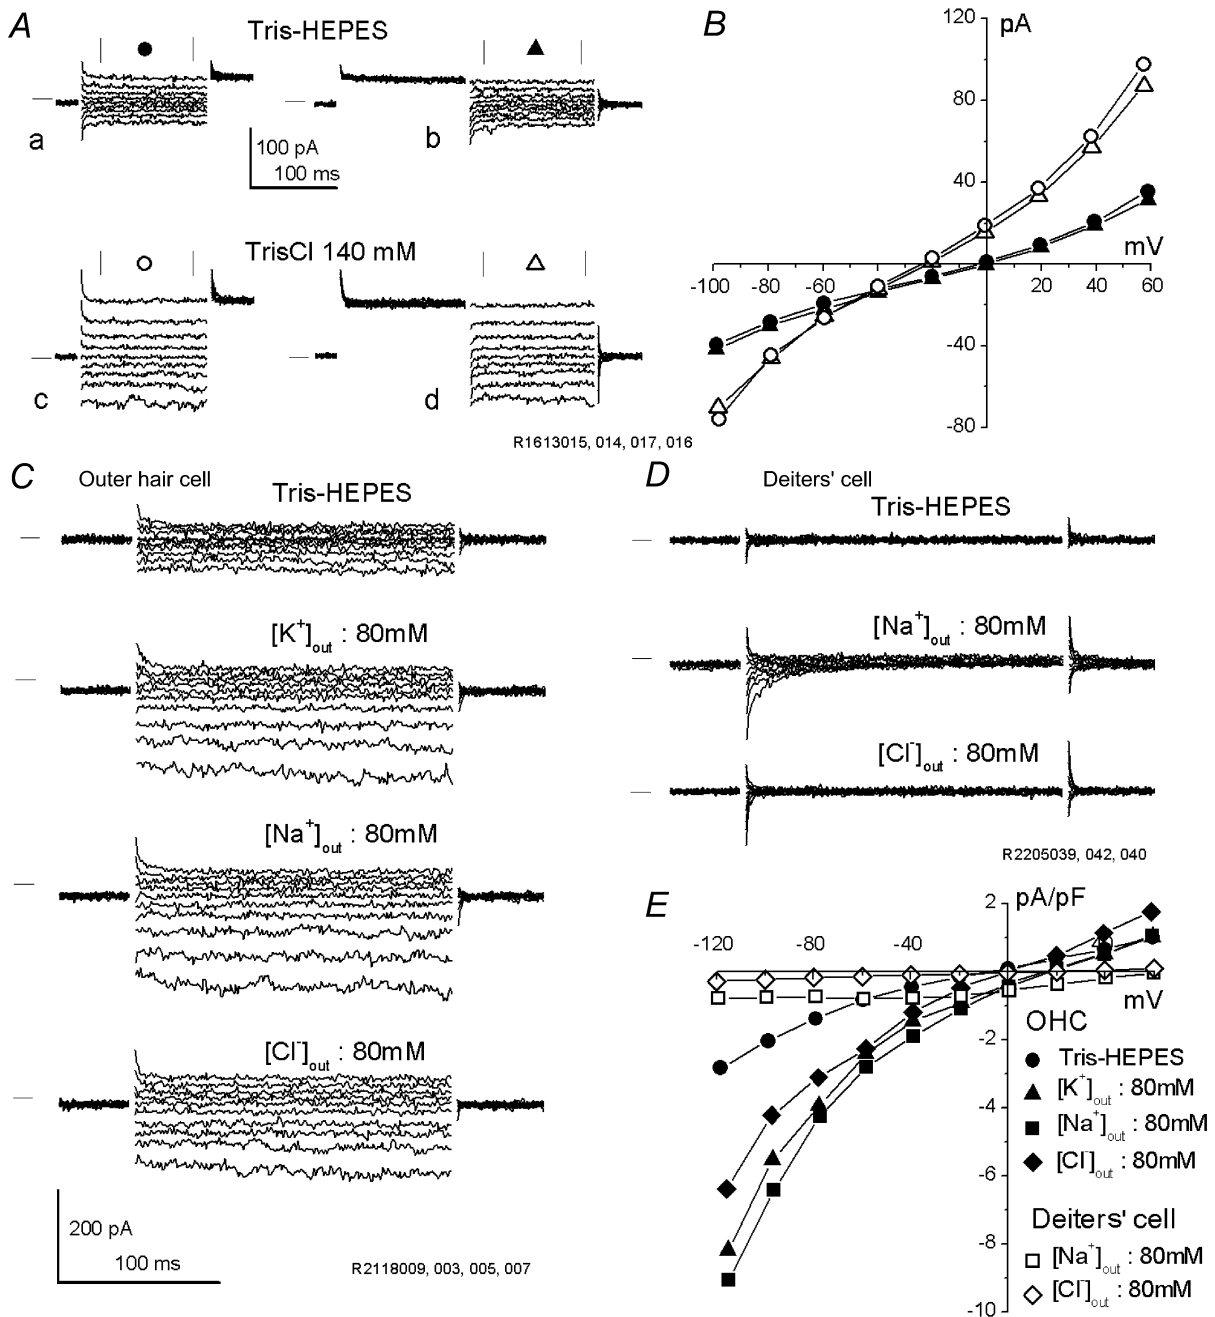 A
Tris-HEPES
a
b
100 pA
100 ms
TrisCl 140 mM
c
d
R1613015, 014, 017, 016
B
120
pA
80
40
mV
-100 -80 -60 -40 20 40 60
-40
-80
C Outer hair cell
Tris-HEPES
[K+]out : 80mM
[Na+]out : 80mM
[Cl-]out : 80mM
200 pA
100 ms
R2118009, 003, 005, 007
D Deiters' cell
Tris-HEPES
[Na+]out : 80mM
[Cl-]out : 80mM
R2205039, 042, 040
E
2 pA/pF
-120 -80 -40 0 20 40
mV
-2
-4
-6
-8
-10
OHC
Tris-HEPES
[K+]out : 80mM
[Na+]out : 80mM
[Cl-]out : 80mM
Deiters' cell
[Na+]out : 80mM
[Cl-]out : 80mM